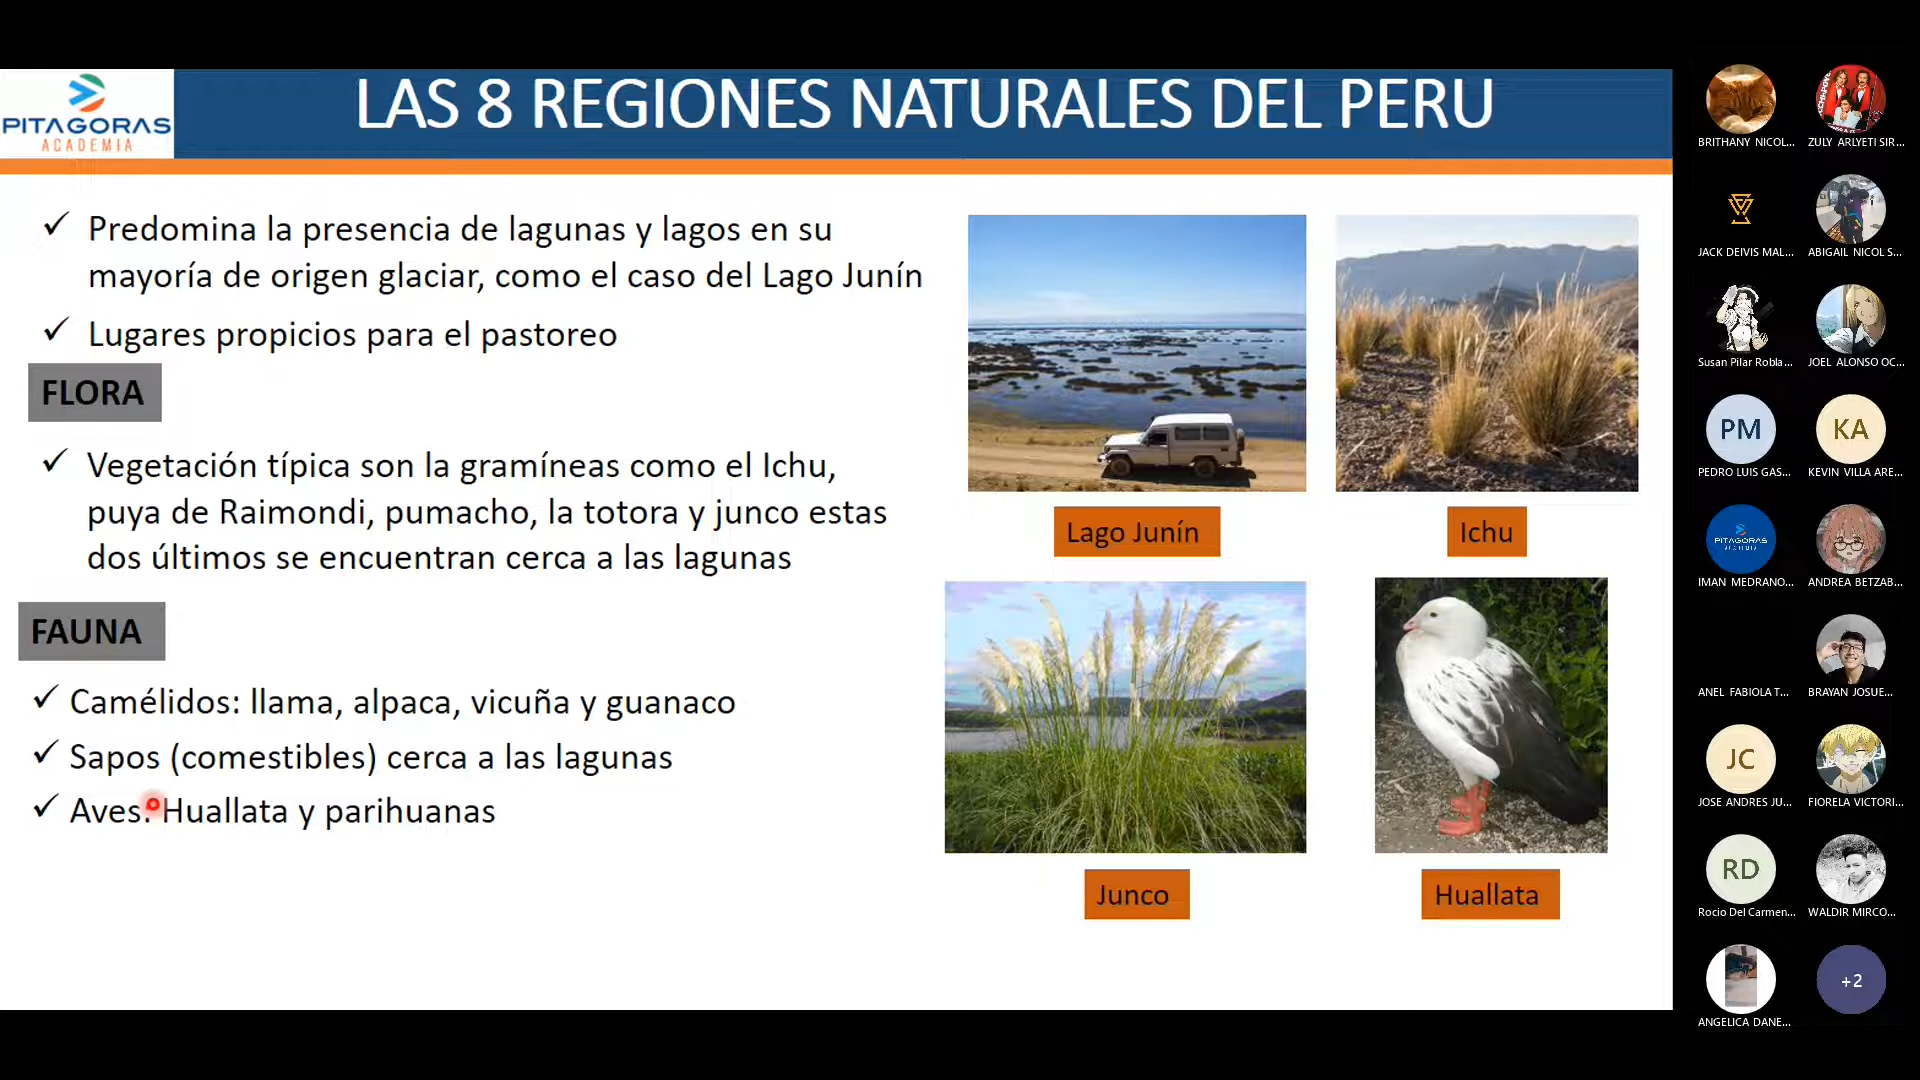 PITAGORAS
ACADEMIA
LAS 8 REGIONES NATURALES DEL PERU
✓ Predomina la presencia de lagunas y lagos en su
mayoría de origen glaciar, como el caso del Lago Junín
✓ Lugares propicios para el pastoreo
FLORA
✓ Vegetación típica son la gramíneas como el Ichu,
puya de Raimondi, pumacho, la totora y junco estas
dos últimos se encuentran cerca a las lagunas
FAUNA
✓ Camélidos: llama, alpaca, vicuña y guanaco
✓ Sapos (comestibles) cerca a las lagunas
✓ Aves: Huallata y parihuanas
Lago Junín
Ichu
Junco
Huallata
BRITHANY NICOL...
ZULY ARLYETI SIR...
JACK DEIVIS MAL...
ABIGAIL NICOL S...
Susan Pilar Robla...
JOEL ALONSO OC...
PM
PEDRO LUIS GAS...
KA
KEVIN VILLA ARE...
PITAGORAS
ACADEMIA
IMAN MEDRANO...
ANDREA BETZAB...
ANEL FABIOLA T...
BRAYAN JOSUE...
JC
JOSE ANDRES JU...
FIORELA VICTORI...
RD
Rocio Del Carmen...
WALDIR MIRCO...
ANGELICA DANE...
+2